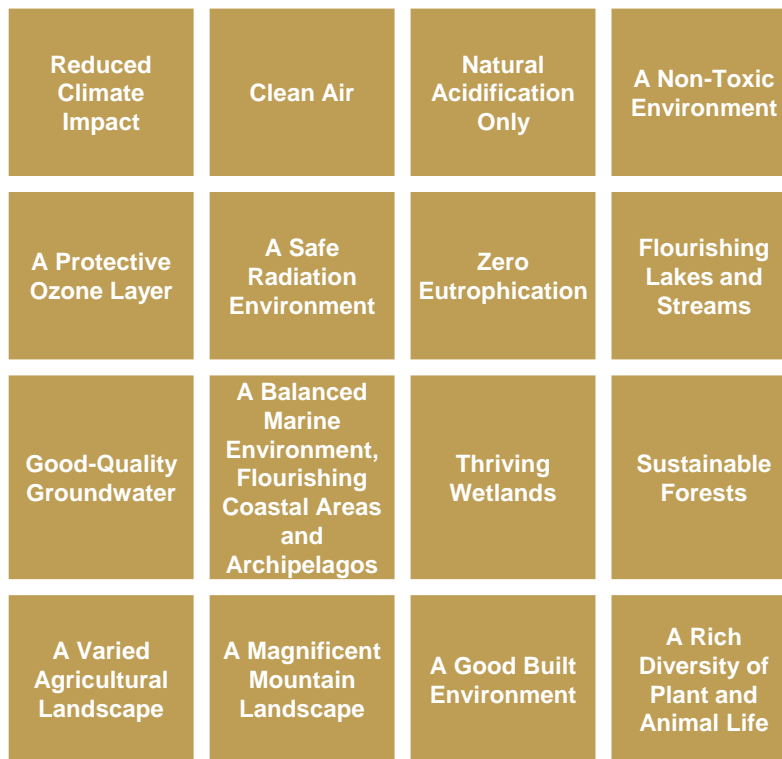 Reduced
Climate
Impact
Clean Air
Natural
Acidification
Only
A Non-Toxic
Environment
A Protective
Ozone Layer
A Safe
Radiation
Environment
Zero
Eutrophication
Flourishing
Lakes and
Streams
Good-Quality
Groundwater
A Balanced
Marine
Environment,
Flourishing
Coastal Areas
and
Archipelagos
Thriving
Wetlands
Sustainable
Forests
A Varied
Agricultural
Landscape
A Magnificent
Mountain
Landscape
A Good Built
Environment
A Rich
Diversity of
Plant and
Animal Life